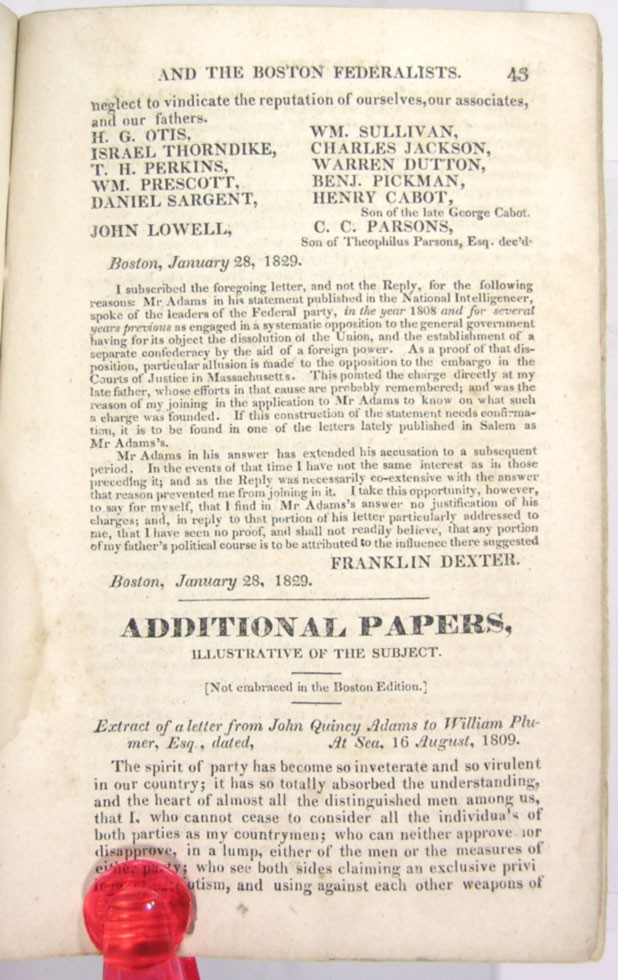 AND THE BOSTON FEDERALISTS. 43
neglect to vindicate the reputation of ourselves, our associates,
and our fathers.
H. G. OTIS, WM. SULLIVAN,
ISRAEL THORNDIKE, CHARLES JACKSON,
T. H. PERKINS, WARREN DUTTON,
WM. PRESCOTT, BENJ. PICKMAN,
DANIEL SARGENT, HENRY CABOT,
Son of the late George Cabot.
JOHN LOWELL, C. C. PARSONS,
Son of Theophilus Parsons, Esq. dec'd-
Boston, January 28, 1829.
I subscribed the foregoing letter, and not the Reply, for the following
reasons: Mr Adams in his statement published in the National Intelligencer,
spoke of the leaders of the Federal party, in the year 1808 and for several
years previous as engaged in a systematic opposition to the general government
having for its object the dissolution of the Union, and the establishment of a
separate confederacy by the aid of a foreign power. As a proof of that dis-
position, particular allusion is made to the opposition to the embargo in the
Courts of Justice in Massachusetts. This pointed the charge directly at my
late father, whose efforts in that cause are probably remembered; and was the
reason of my joining in the application to Mr Adams to know on what such
a charge was founded. If this construction of the statement needs confirma-
tion, it is to be found in one of the letters lately published in Salem as
Mr Adams's.
Mr Adams in his answer has extended his accusation to a subsequent
period. In the events of that time I have not the same interest as in those
preceding it; and as the Reply was necessarily co-extensive with the answer
that reason prevented me from joining in it. I take this opportunity, however,
to say for myself, that I find in Mr Adams's answer no justification of his
charges; and, in reply to that portion of his letter particularly addressed to
me, that I have seen no proof, and shall not readily believe, that any portion
of my father's political course is to be attributed to the influence there suggested
FRANKLIN DEXTER.
Boston, January 28, 1829.
ADDITIONAL PAPERS,
ILLUSTRATIVE OF THE SUBJECT.
[Not embraced in the Boston Edition.]
Extract of a letter from John Quincy Adams to William Plu-
mer, Esq., dated, At Sea, 16 August, 1809.
The spirit of party has become so inveterate and so virulent
in our country; it has so totally absorbed the understanding,
and the heart of almost all the distinguished men among us,
that I, who cannot cease to consider all the individua's of
both parties as my countrymen; who can neither approve nor
disapprove, in a lump, either of the men or the measures of
either party; who see both sides claiming an exclusive privi
and using against each other weapons of